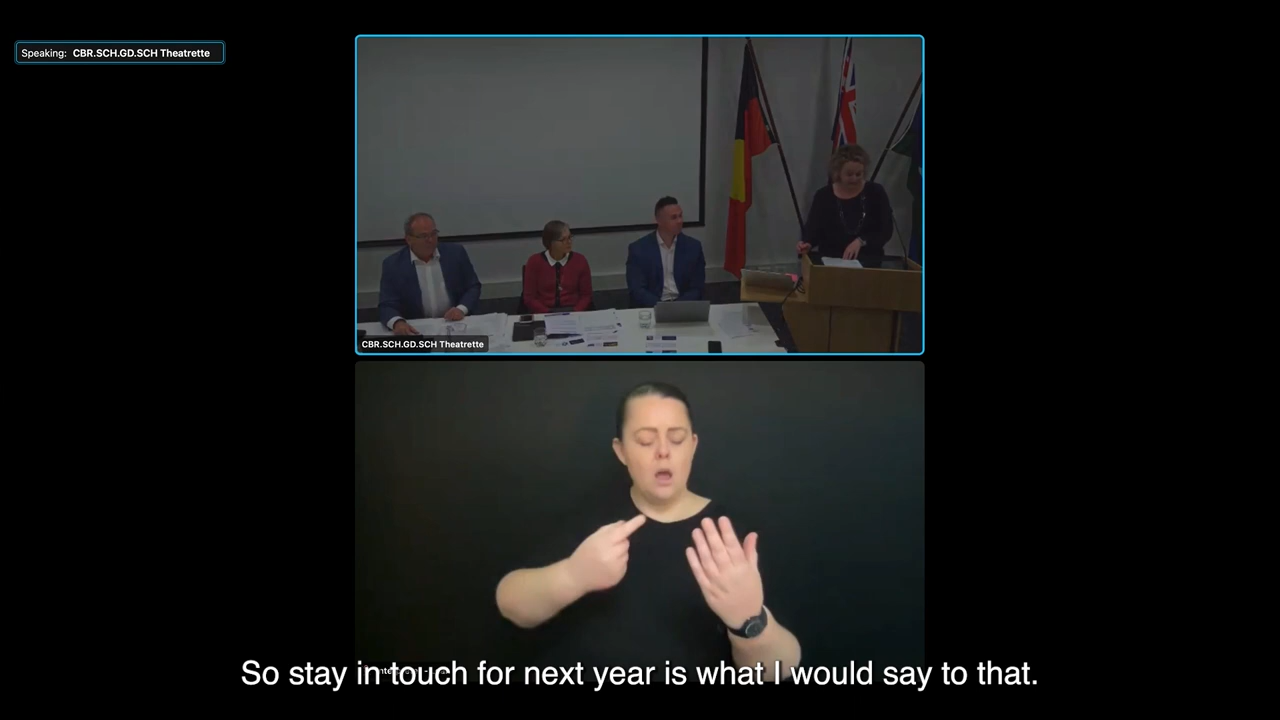 Speaking: CBR.SCH.GD.SCH Theatrette
CBR.SCH.GD.SCH Theatrette
So stay in touch for next year is what I would say to that.